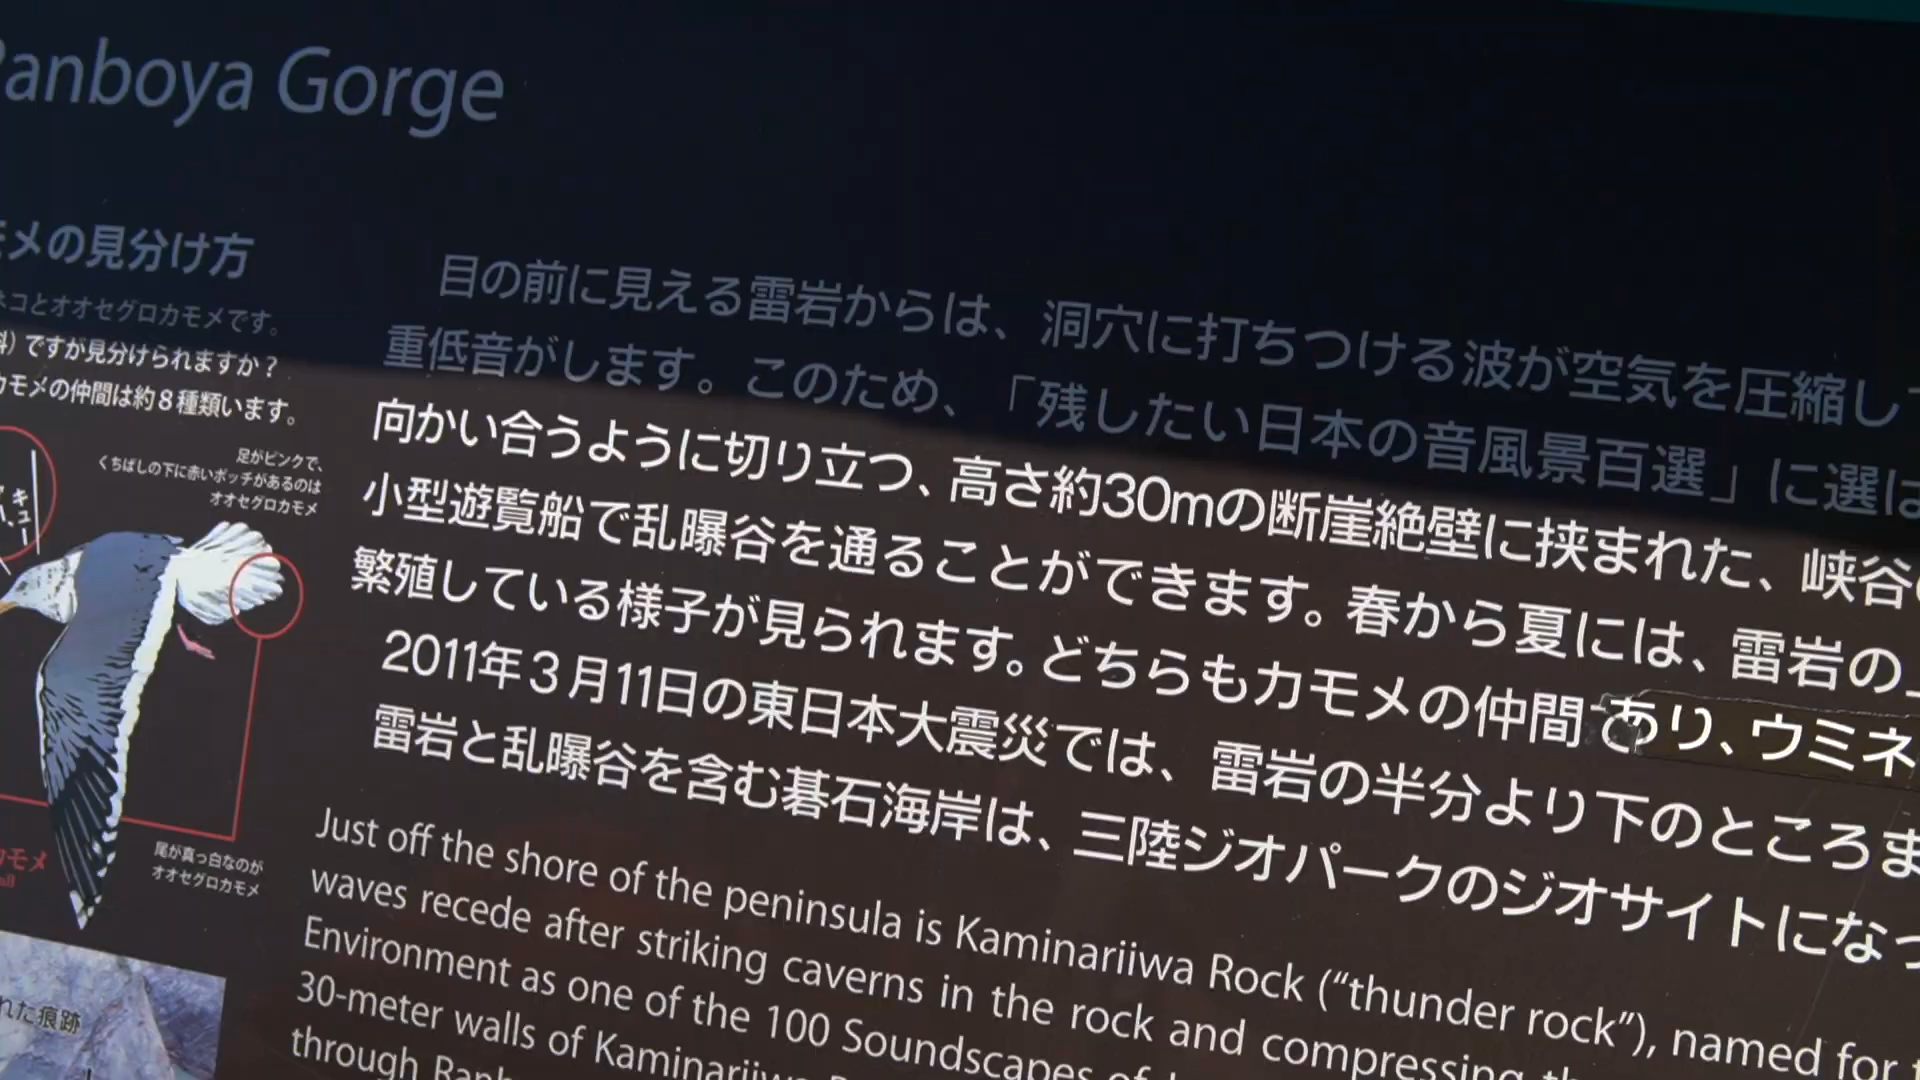 Ranboya Gorge
モメの見分け方
ネコとオオセグロカモメです。
科）ですが見分けられますか？
カモメの仲間は約８種類います。
足がピンクで、
くちばしの下に赤いポッチがあるのは
オオセグロカモメ
尾が真っ白なのが
オオセグロカモメ
カモメ
れた痕跡
目の前に見える雷岩からは、洞穴に打ちつける波が空気を圧縮し
重低音がします。このため、「残したい日本の音風景百選」に選ば
向かい合うように切り立つ、高さ約30mの断崖絶壁に挟まれた、峡谷
小型遊覧船で乱曝谷を通ることができます。春から夏には、雷岩の
繁殖している様子が見られます。どちらもカモメの仲間であり、ウミネ
2011年３月11日の東日本大震災では、雷岩の半分より下のところま
雷岩と乱曝谷を含む碁石海岸は、三陸ジオパークのジオサイトになっ
Just off the shore of the peninsula is Kaminariiwa Rock (“thunder rock”), named for
waves recede after striking caverns in the rock and compressing
Environment as one of the 100 Soundscapes of
30-meter walls of Kaminariiwa
through